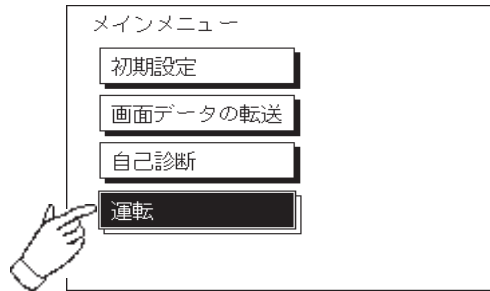 メインメニュー
初期設定
画面データの転送
自己診断
運転